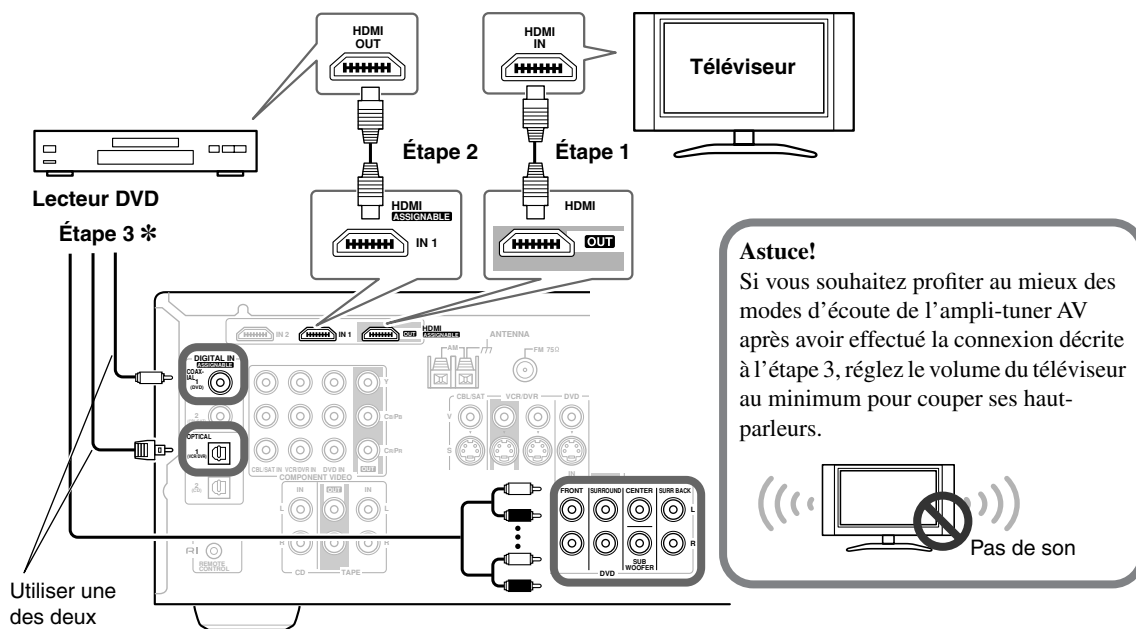 HDMI
OUT
HDMI
IN
Téléviseur
Étape 2
Étape 1
Lecteur DVD
HDMI
ASSIGNABLE
IN 1
HDMI
OUT
Étape 3 *
Astuce!
Si vous souhaitez profiter au mieux des
modes d'écoute de l'ampli-tuner AV
après avoir effectué la connexion décrite
à l'étape 3, réglez le volume du téléviseur
au minimum pour couper ses haut-
parleurs.
Pas de son
IN 2
IN 1
OUT
HDMI
ASSIGNABLE
ANTENNA
AM
FM 75Ω
DIGITAL IN
ASSIGNABLE
COAX-
IAL 1
(DVD)
2
OPTICAL
1
(VCR/DVR)
2
(CD)
Y
CB/PB
CR/PR
CBL/SAT IN VCR/DVR IN DVD IN OUT
COMPONENT VIDEO
CBL/SAT VCR/DVR DVD
V
S
IN
IN OUT IN
L L
R R
CD TAPE
RI
REMOTE
CONTROL
FRONT SURROUND CENTER SURR BACK
L
R
SUB
WOOFER
DVD
Utiliser une
des deux